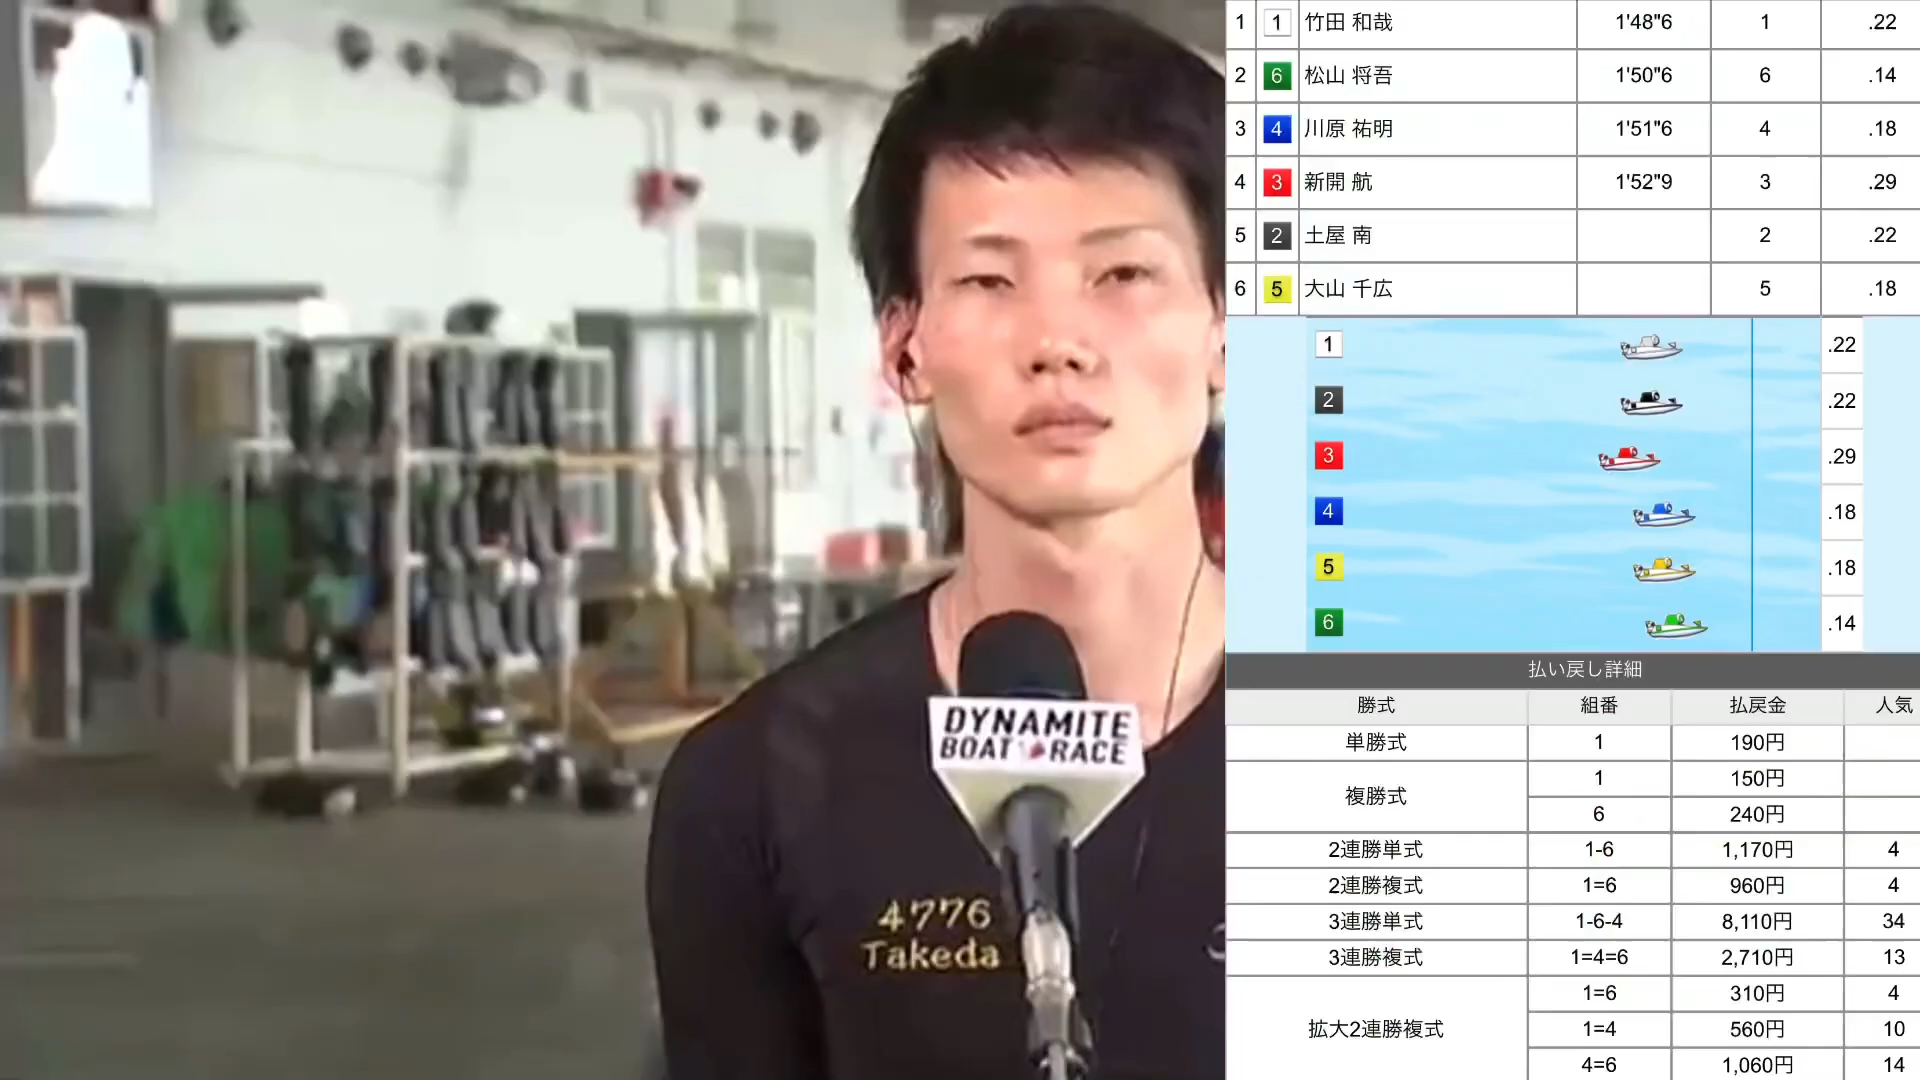 DYNAMITE
BOAT RACE
4776
Takeda
1 1 竹田 和哉 1'48"6 1 .22
2 6 松山 将吾 1'50"6 6 .14
3 4 川原 祐明 1'51"6 4 .18
4 3 新開 航 1'52"9 3 .29
5 2 土屋 南 2 .22
6 5 大山 千広 5 .18
1 .22
2 .22
3 .29
4 .18
5 .18
6 .14
払い戻し詳細
勝式 組番 払戻金 人気
単勝式 1 190円
複勝式 1 150円
6 240円
2連勝単式 1-6 1,170円 4
2連勝複式 1=6 960円 4
3連勝単式 1-6-4 8,110円 34
3連勝複式 1=4=6 2,710円 13
拡大2連勝複式 1=6 310円 4
1=4 560円 10
4=6 1,060円 14